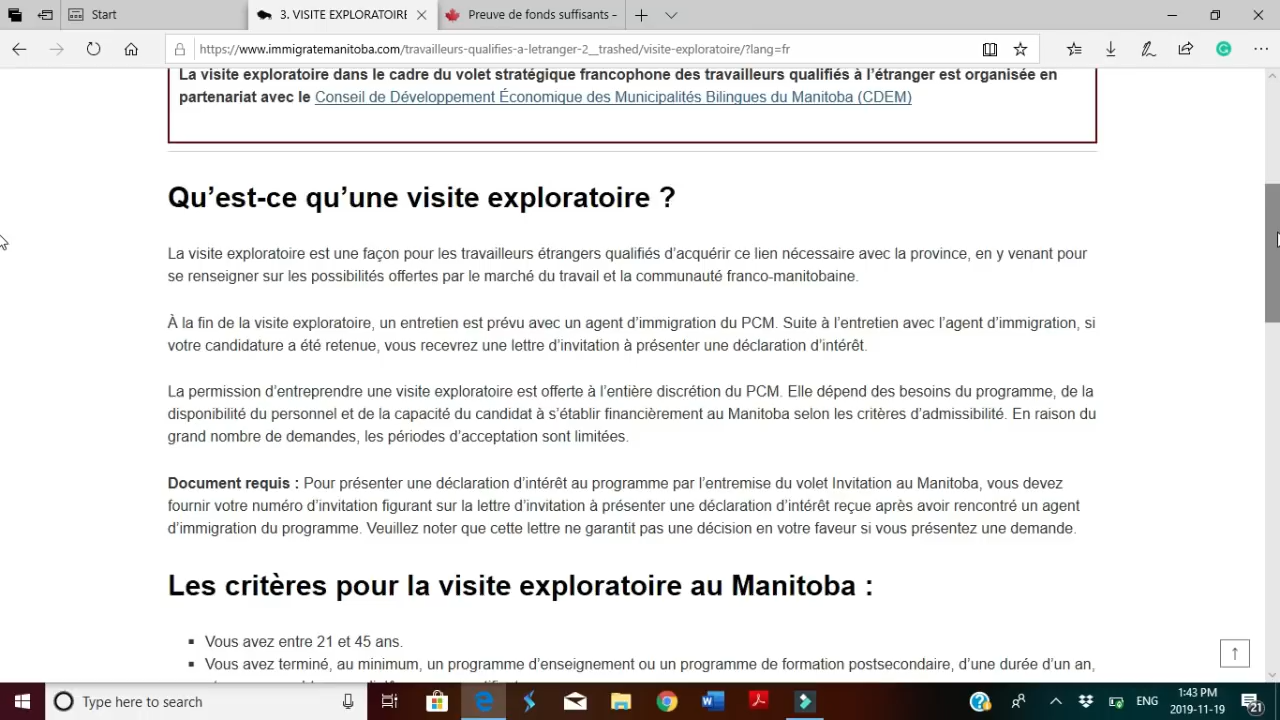 Start
3. VISITE EXPLORATOIRE
Preuve de fonds suffisants -
https://www.immigratemanitoba.com/travailleurs-qualifies-a-letranger-2__trashed/visite-exploratoire/?lang=fr
La visite exploratoire dans le cadre du volet stratégique francophone des travailleurs qualifiés à l’étranger est organisée en
partenariat avec le Conseil de Développement Économique des Municipalités Bilingues du Manitoba (CDEM)
Qu’est-ce qu’une visite exploratoire ?
La visite exploratoire est une façon pour les travailleurs étrangers qualifiés d’acquérir ce lien nécessaire avec la province, en y venant pour
se renseigner sur les possibilités offertes par le marché du travail et la communauté franco-manitobaine.
À la fin de la visite exploratoire, un entretien est prévu avec un agent d’immigration du PCM. Suite à l’entretien avec l’agent d’immigration, si
votre candidature a été retenue, vous recevrez une lettre d’invitation à présenter une déclaration d’intérêt.
La permission d’entreprendre une visite exploratoire est offerte à l’entière discrétion du PCM. Elle dépend des besoins du programme, de la
disponibilité du personnel et de la capacité du candidat à s’établir financièrement au Manitoba selon les critères d’admissibilité. En raison du
grand nombre de demandes, les périodes d’acceptation sont limitées.
Document requis : Pour présenter une déclaration d’intérêt au programme par l’entremise du volet Invitation au Manitoba, vous devez
fournir votre numéro d’invitation figurant sur la lettre d’invitation à présenter une déclaration d’intérêt reçue après avoir rencontré un agent
d’immigration du programme. Veuillez noter que cette lettre ne garantit pas une décision en votre faveur si vous présentez une demande.
Les critères pour la visite exploratoire au Manitoba :
Vous avez entre 21 et 45 ans.
Vous avez terminé, au minimum, un programme d’enseignement ou un programme de formation postsecondaire, d’une durée d’un an,
Type here to search
ENG
1:43 PM
2019-11-19
21